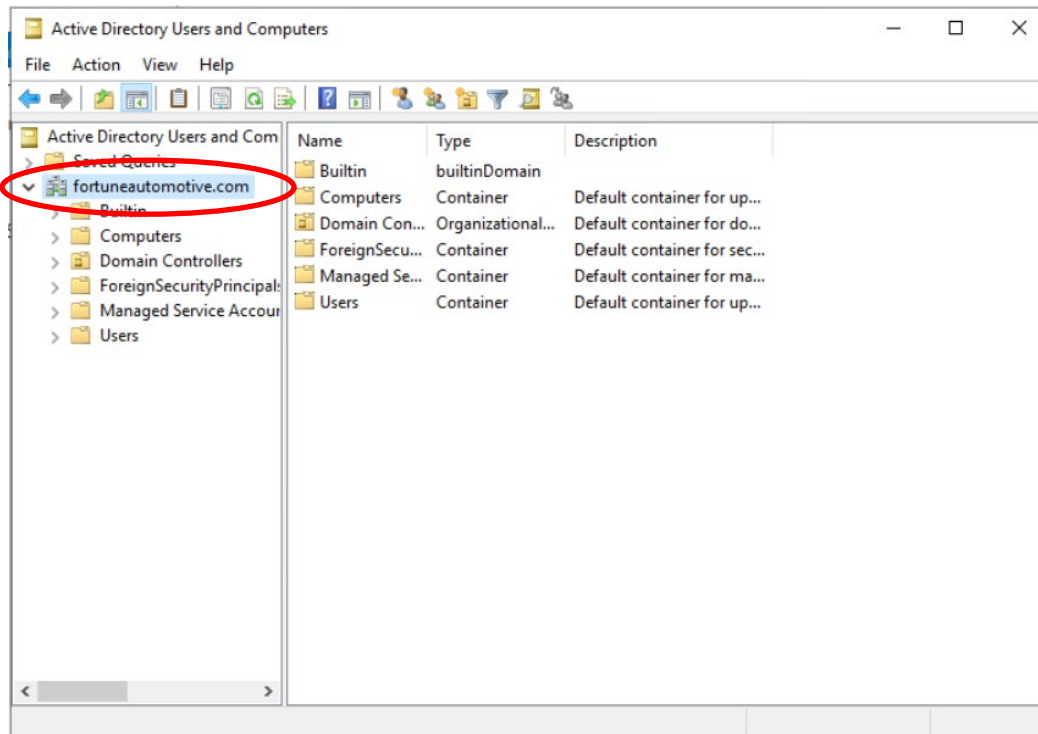 Active Directory Users and Computers
File Action View Help
Active Directory Users and Com
Saved Queries
fortuneautomotive.com
Builtin
Computers
Domain Controllers
ForeignSecurityPrincipals
Managed Service Accour
Users
Name Type Description
Builtin builtinDomain
Computers Container Default container for up...
Domain Con... Organizational... Default container for do...
ForeignSecu... Container Default container for sec...
Managed Se... Container Default container for ma...
Users Container Default container for up...